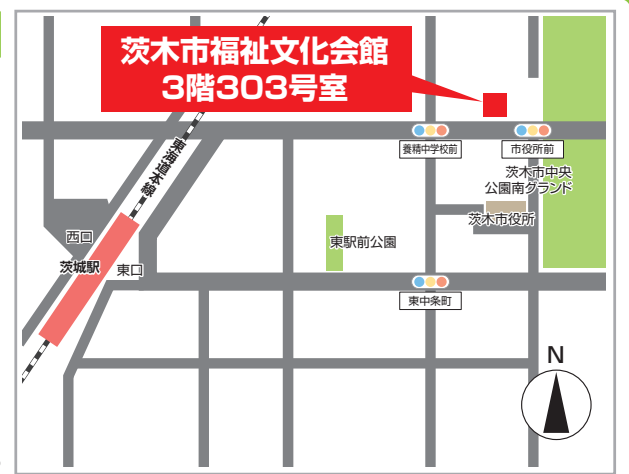 茨木市福祉文化会館
3階303号室
東海道本線
養精中学校前
市役所前
茨木市中央
公園南グランド
茨木市役所
西口
東駅前公園
茨城駅
東口
東中条町
N